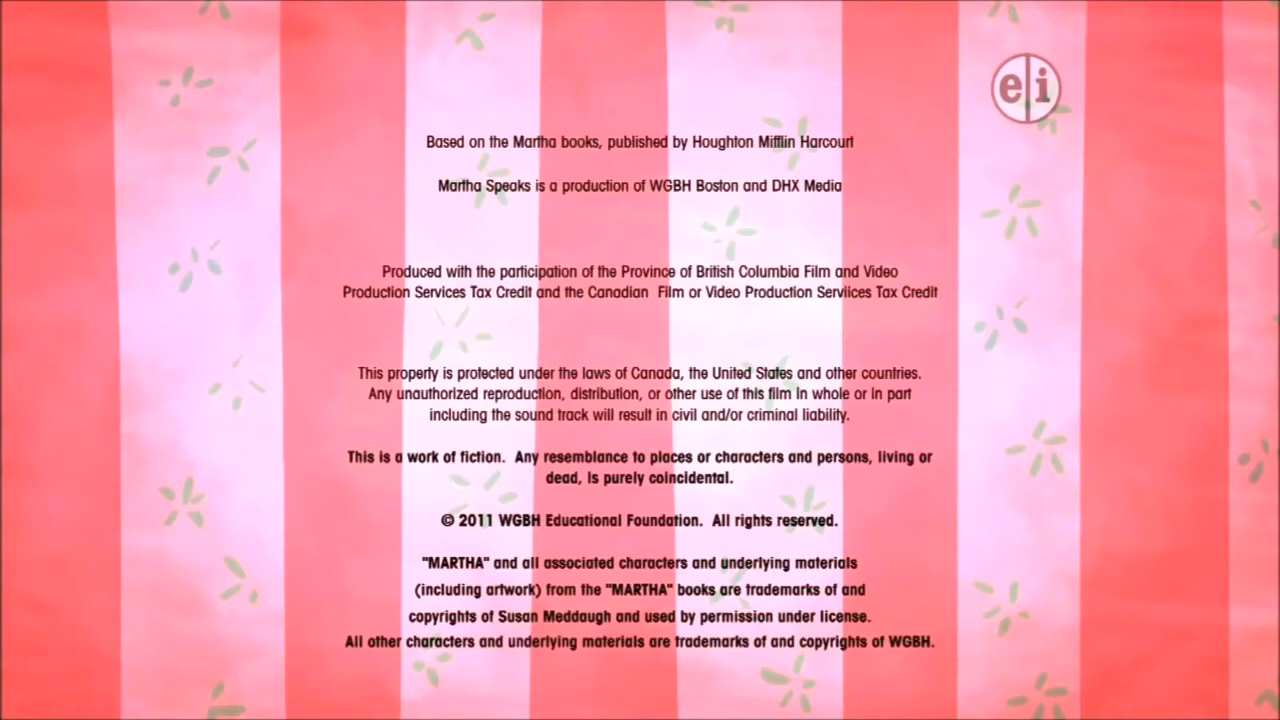 e i
Based on the Martha books, published by Houghton Mifflin Harcourt
Martha Speaks is a production of WGBH Boston and DHX Media
Produced with the participation of the Province of British Columbia Film and Video
Production Services Tax Credit and the Canadian  Film or Video Production Serviices Tax Credit
This property is protected under the laws of Canada, the United States and other countries.
Any unauthorized reproduction, distribution, or other use of this film in whole or in part
including the sound track will result in civil and/or criminal liability.
This is a work of fiction.  Any resemblance to places or characters and persons, living or
dead, is purely coincidental.
© 2011 WGBH Educational Foundation.  All rights reserved.
"MARTHA" and all associated characters and underlying materials
(including artwork) from the "MARTHA" books are trademarks of and
copyrights of Susan Meddaugh and used by permission under license.
All other characters and underlying materials are trademarks of and copyrights of WGBH.